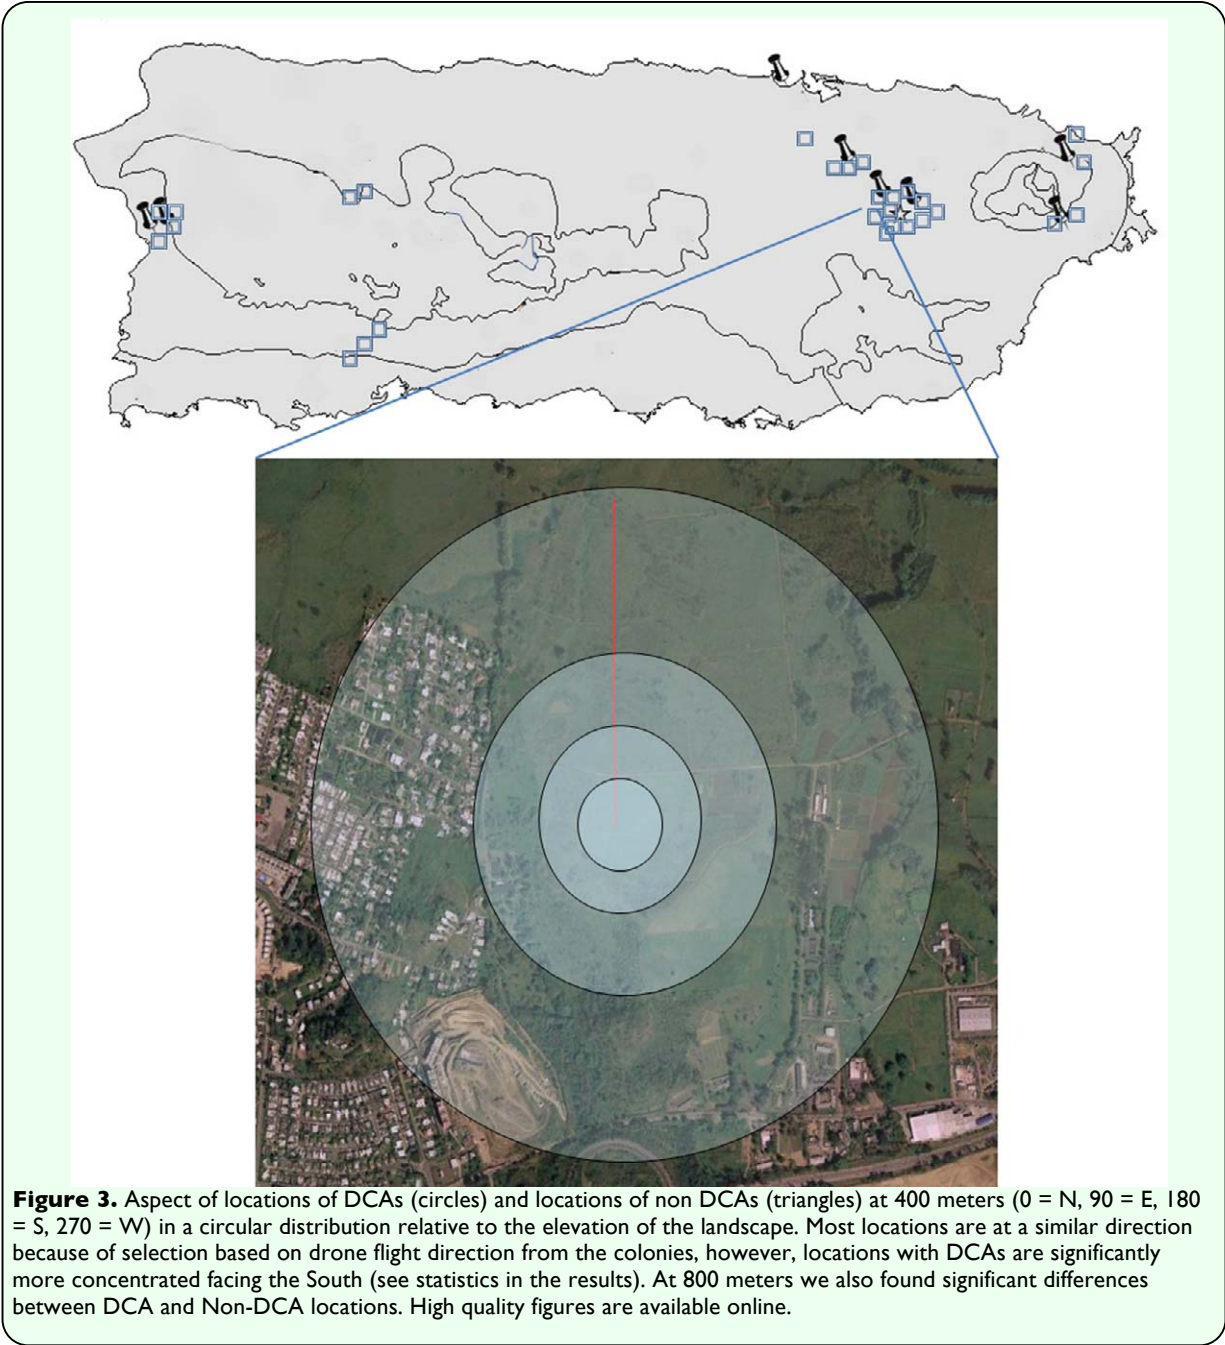 Figure 3. Aspect of locations of DCAs (circles) and locations of non DCAs (triangles) at 400 meters (0 = N, 90 = E, 180
= S, 270 = W) in a circular distribution relative to the elevation of the landscape. Most locations are at a similar direction
because of selection based on drone flight direction from the colonies, however, locations with DCAs are significantly
more concentrated facing the South (see statistics in the results). At 800 meters we also found significant differences
between DCA and Non-DCA locations. High quality figures are available online.